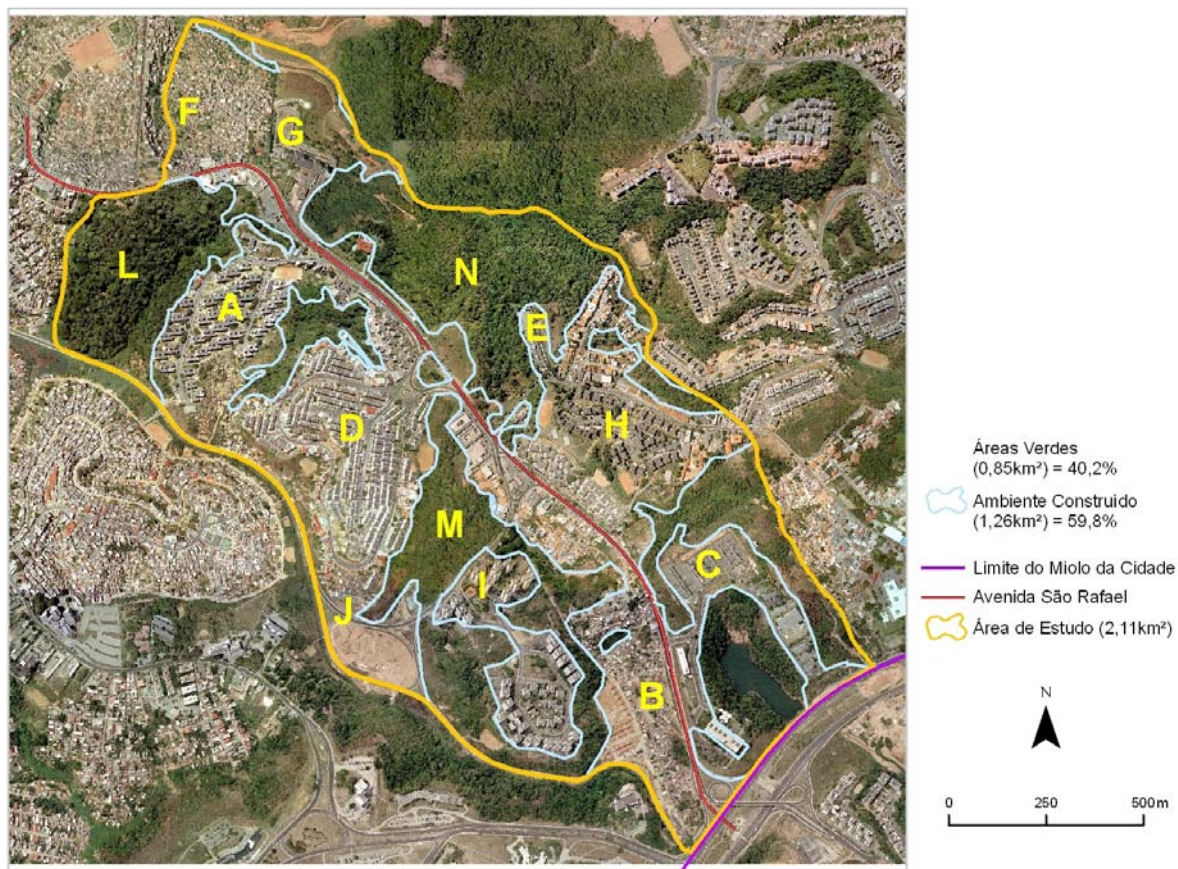 F
G
L
N
A
E
D
H
M
C
I
J
B
Áreas Verdes
(0,85km²) = 40,2%
Ambiente Construido
(1,26km²) = 59,8%
Limite do Miolo da Cidade
Avenida São Rafael
Área de Estudo (2,11km²)
N
0 250 500m